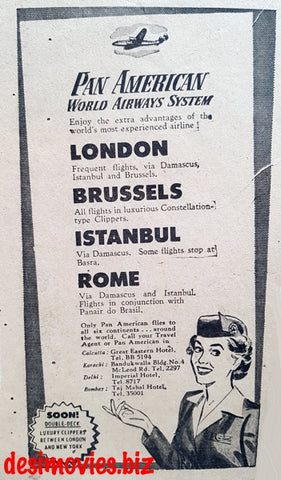 PAN AMERICAN
WORLD AIRWAYS SYSTEM
Enjoy the extra advantages of the
world's most experienced airline!
LONDON
Frequent flights, via Damascus,
Istanbul and Brussels.
BRUSSELS
All flights in luxurious Constellation-
type Clippers.
ISTANBUL
Via Damascus. Some flights stop at
Basra.
ROME
Via Damascus and Istanbul.
Flights in conjunction with
Panair do Brasil.
Only Pan American flies to
all six continents...around
the world. Call your Travel
Agent or Pan American in
Calcutta: Great Eastern Hotel,
Tel. BB 5194
Karachi: Bandukwalla Bldg. No.4
McLeod Rd. Tel. 2297
Delhi: Imperial Hotel,
Tel. 8717
Bombay: Taj Mahal Hotel,
Tel. 35001
SOON!
DOUBLE-DECK
LUXURY CLIPPERS
BETWEEN LONDON
AND NEW YORK
desimovies.biz